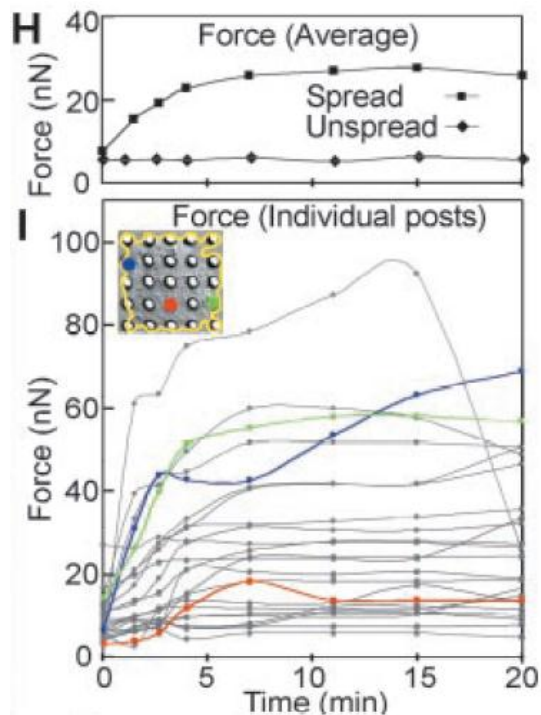 H
Force (Average)
40
20
0
Force (nN)
Spread
Unspread
I
Force (Individual posts)
100
80
60
40
20
0
Force (nN)
0 5 10 15 20
Time (min)